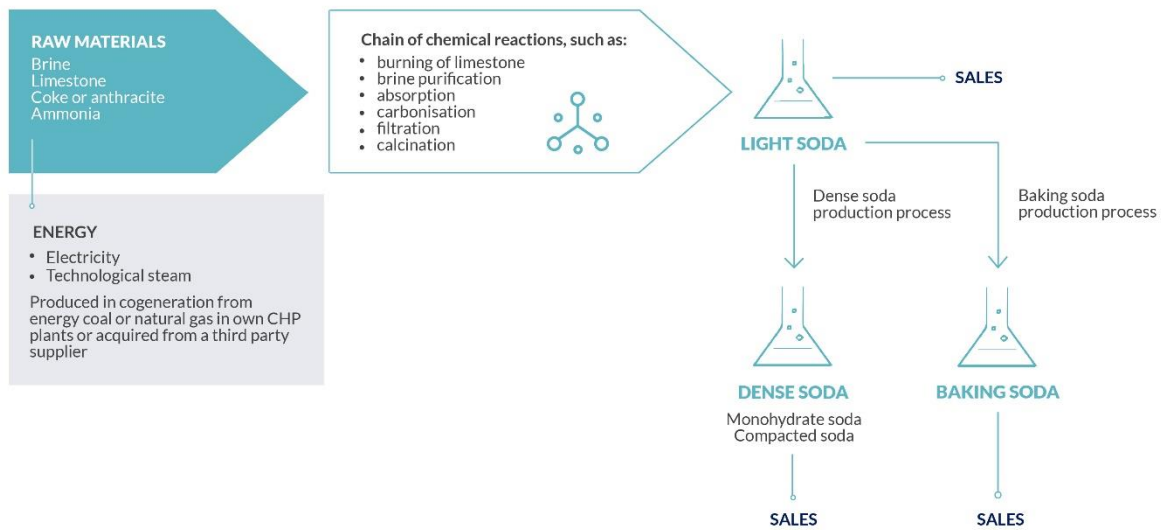 RAW MATERIALS
Brine
Limestone
Coke or anthracite
Ammonia
ENERGY
• Electricity
• Technological steam
Produced in cogeneration from
energy coal or natural gas in own CHP
plants or acquired from a third party
supplier
Chain of chemical reactions, such as:
• burning of limestone
• brine purification
• absorption
• carbonisation
• filtration
• calcination
LIGHT SODA
SALES
Dense soda
production process
Baking soda
production process
DENSE SODA
Monohydrate soda
Compacted soda
SALES
BAKING SODA
SALES